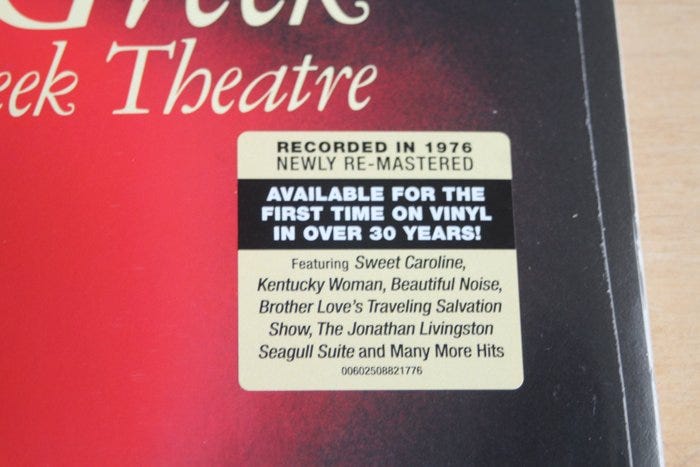 Greek
eek Theatre
RECORDED IN 1976
NEWLY RE-MASTERED
AVAILABLE FOR THE
FIRST TIME ON VINYL
IN OVER 30 YEARS!
Featuring Sweet Caroline,
Kentucky Woman, Beautiful Noise,
Brother Love's Traveling Salvation
Show, The Jonathan Livingston
Seagull Suite and Many More Hits
00602508821776